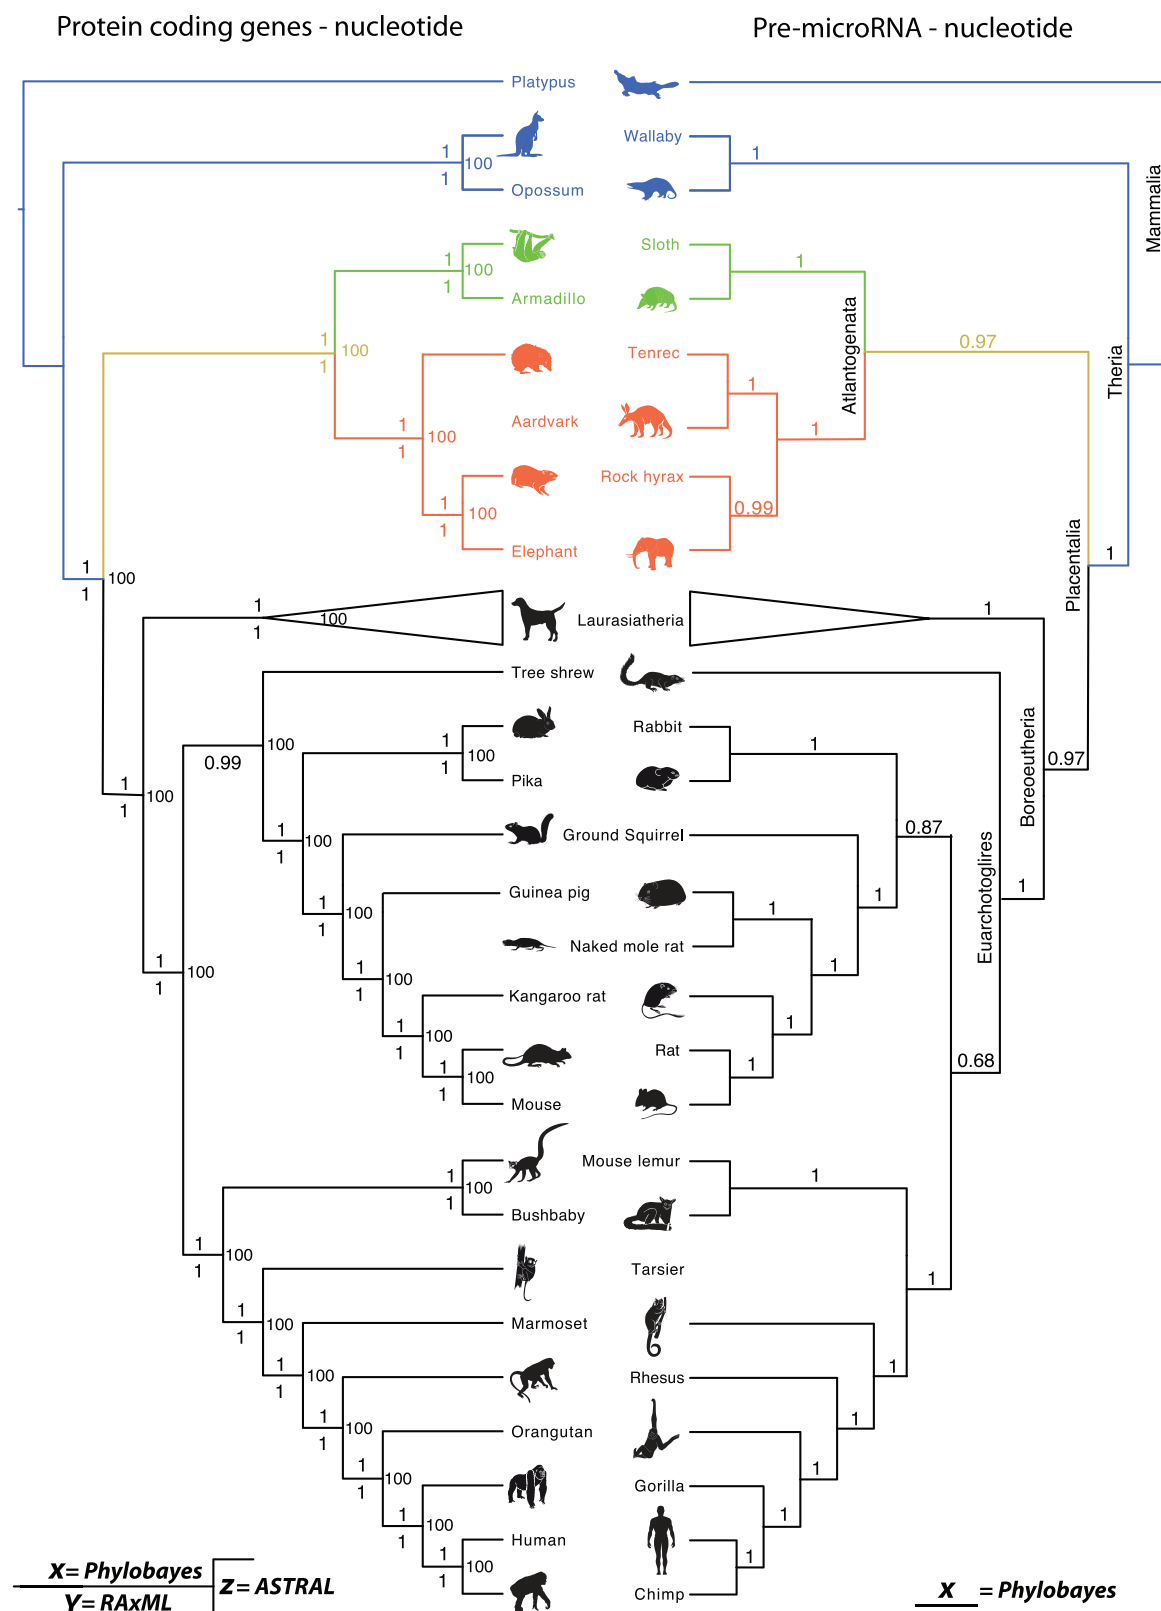 Protein coding genes - nucleotide
Pre-microRNA - nucleotide
Platypus
1
100
1
Wallaby
1
Opossum
Mammalia
1
100
1
Sloth
1
Armadillo
1
100
1
Atlantogenata
0.97
Theria
Tenrec
1
1
100
1
Aardvark
1
1
100
1
Rock hyrax
0.99
Elephant
1
100
1
Placentalia
1
1
100
1
Laurasiatheria
1
Tree shrew
100
0.99
1
100
1
Rabbit
1
Pika
Boreoeutheria
0.97
1
100
1
1
100
1
Ground Squirrel
0.87
Euarchotoglires
1
1
1
100
1
Guinea pig
1
Naked mole rat
1
100
1
1
100
1
Kangaroo rat
1
1
100
1
Rat
1
1
100
1
Mouse
0.68
1
100
1
Mouse lemur
1
Bushbaby
1
100
1
Tarsier
1
1
100
1
Marmoset
1
1
100
1
Rhesus
1
1
100
1
Orangutan
1
1
100
1
Gorilla
1
1
100
1
Human
1
1
100
1
Chimp
X= Phylobayes
Y= RAxML
Z= ASTRAL
X = Phylobayes